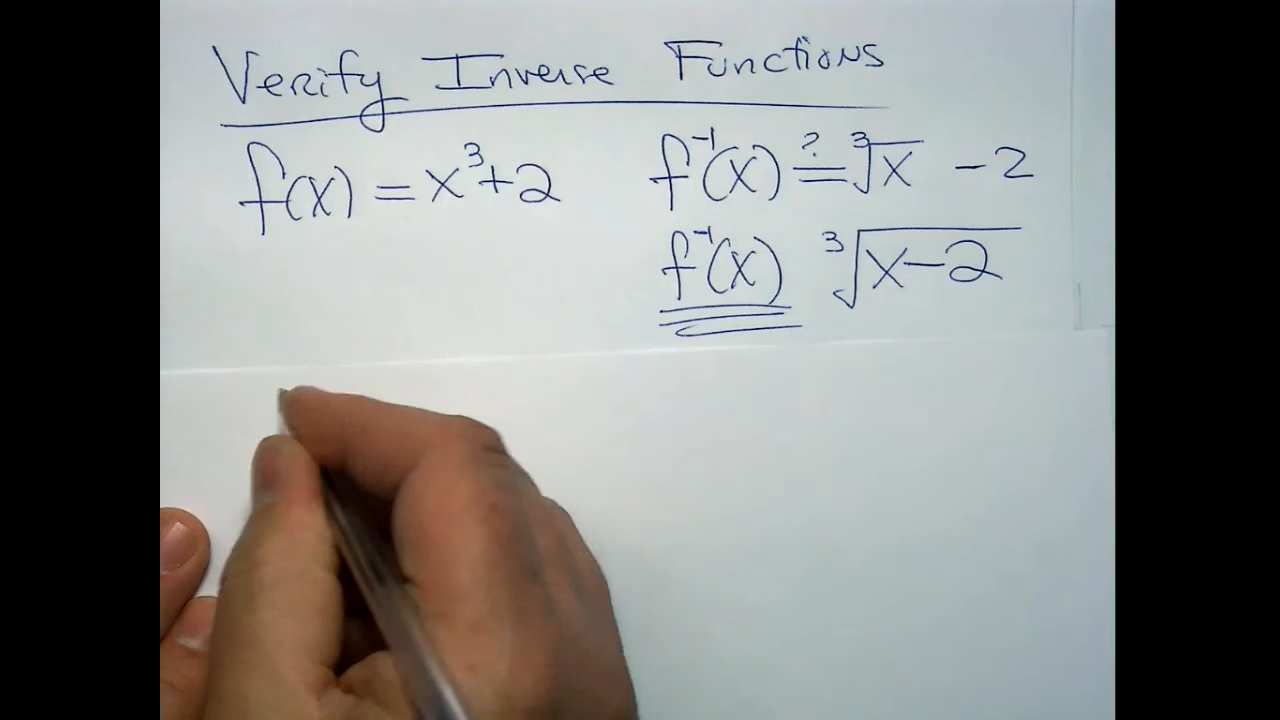 Verify Inverse Functions
f(x) = x³+2
f⁻¹(x) ?= ∛x - 2
f⁻¹(x) ∛(x-2)